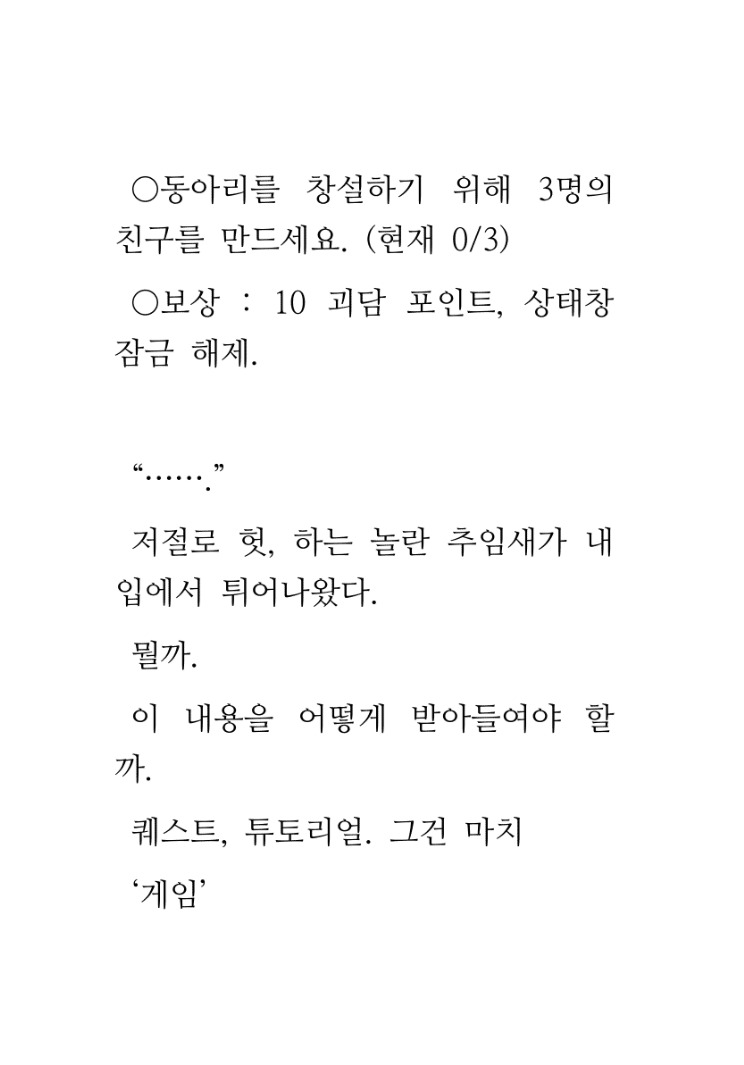 ○동아리를 창설하기 위해 3명의
친구를 만드세요. (현재 0/3)
○보상 : 10 괴담 포인트, 상태창
잠금 해제.
“…….”
저절로 헛, 하는 놀란 추임새가 내
입에서 튀어나왔다.
뭘까.
이 내용을 어떻게 받아들여야 할
까.
퀘스트, 튜토리얼. 그건 마치
‘게임’